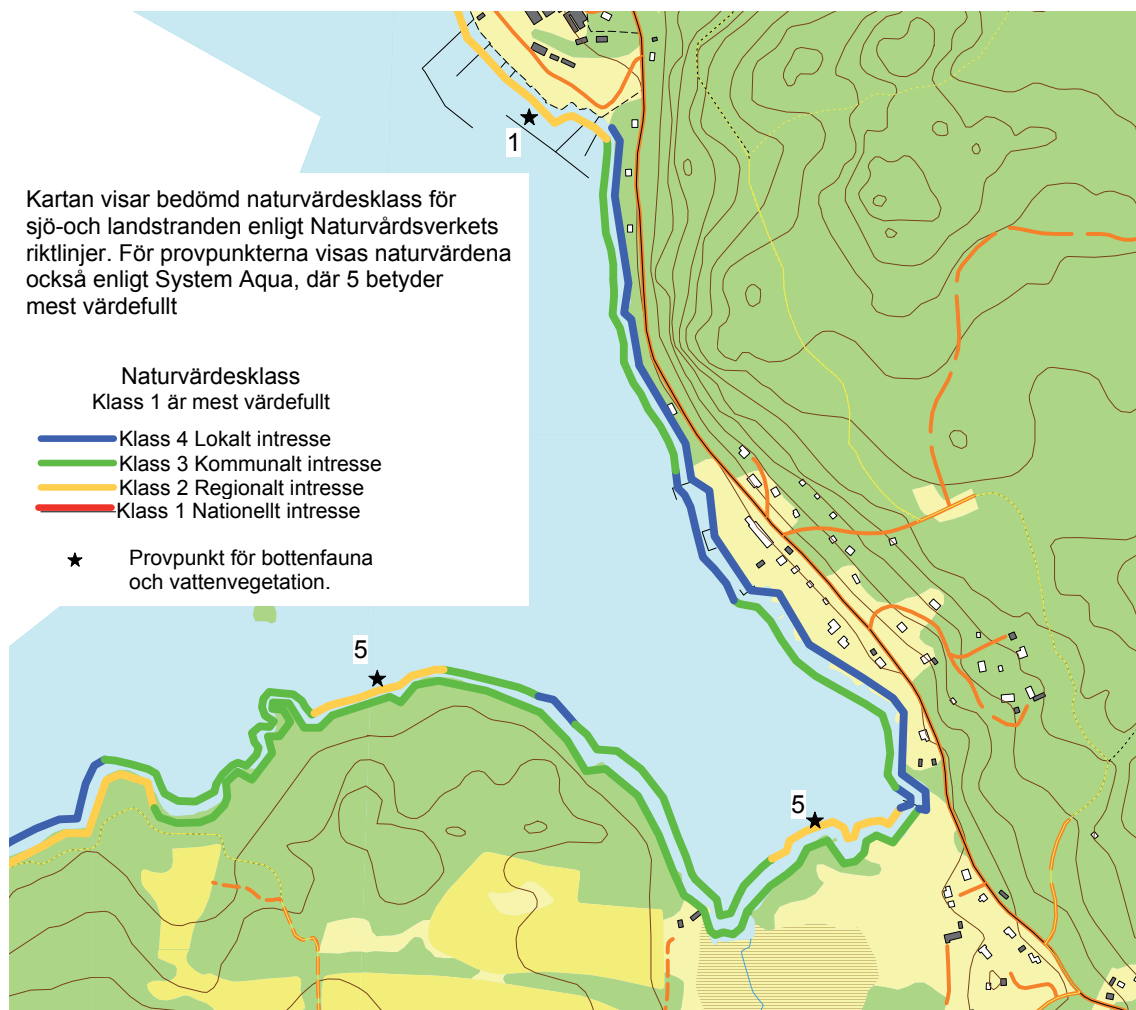 1
Kartan visar bedömd naturvärdesklass för
sjö-och landstranden enligt Naturvårdsverkets
riktlinjer. För provpunkterna visas naturvärdena
också enligt System Aqua, där 5 betyder
mest värdefullt
Naturvärdesklass
Klass 1 är mest värdefullt
Klass 4 Lokalt intresse
Klass 3 Kommunalt intresse
Klass 2 Regionalt intresse
Klass 1 Nationellt intresse
Provpunkt för bottenfauna
och vattenvegetation.
5
5